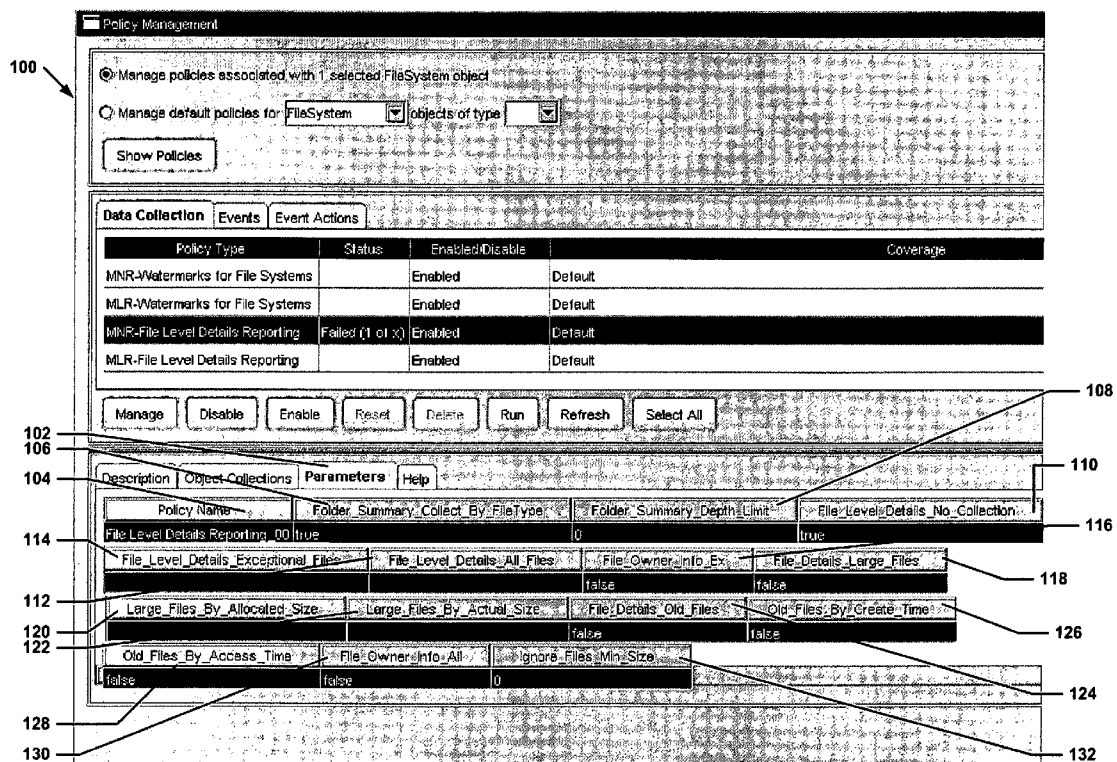 Policy Management
100
Manage policies associated with 1 selected FileSystem object
Manage default policies for FileSystem objects of type
Show Policies
Data Collection Events Event Actions
Policy Type Status Enabled/Disable Coverage
MNR-Watermarks for File Systems Enabled Default
MLR-Watermarks for File Systems Enabled Default
MNR-File Level Details Reporting Failed (1 of x) Enabled Default
MLR-File Level Details Reporting Enabled Default
108
Manage Disable Enable Reset Delete Run Refresh Select All
102
106
104
110
Description Object Collections Parameters Help
Policy Name Folder_Summary_Collect_By_FileType Folder_Summary_Depth_Limit File_Level_Details_No_Collection
116
File Level Details Reporting_00 true 0 true
114
File_Level_Details_Exceptional_Files File_Level_Details_All_Files File_Owner_Info_Ex File_Details_Large_Files
false false
118
112
Large_Files_By_Allocated_Size Large_Files_By_Actual_Size File_Details_Old_Files Old_Files_By_Create_Time
120
false false
126
122
Old_Files_By_Access_Time File_Owner_Info_All Ignore_Files_Min_Size
false false 0
124
128
130
132